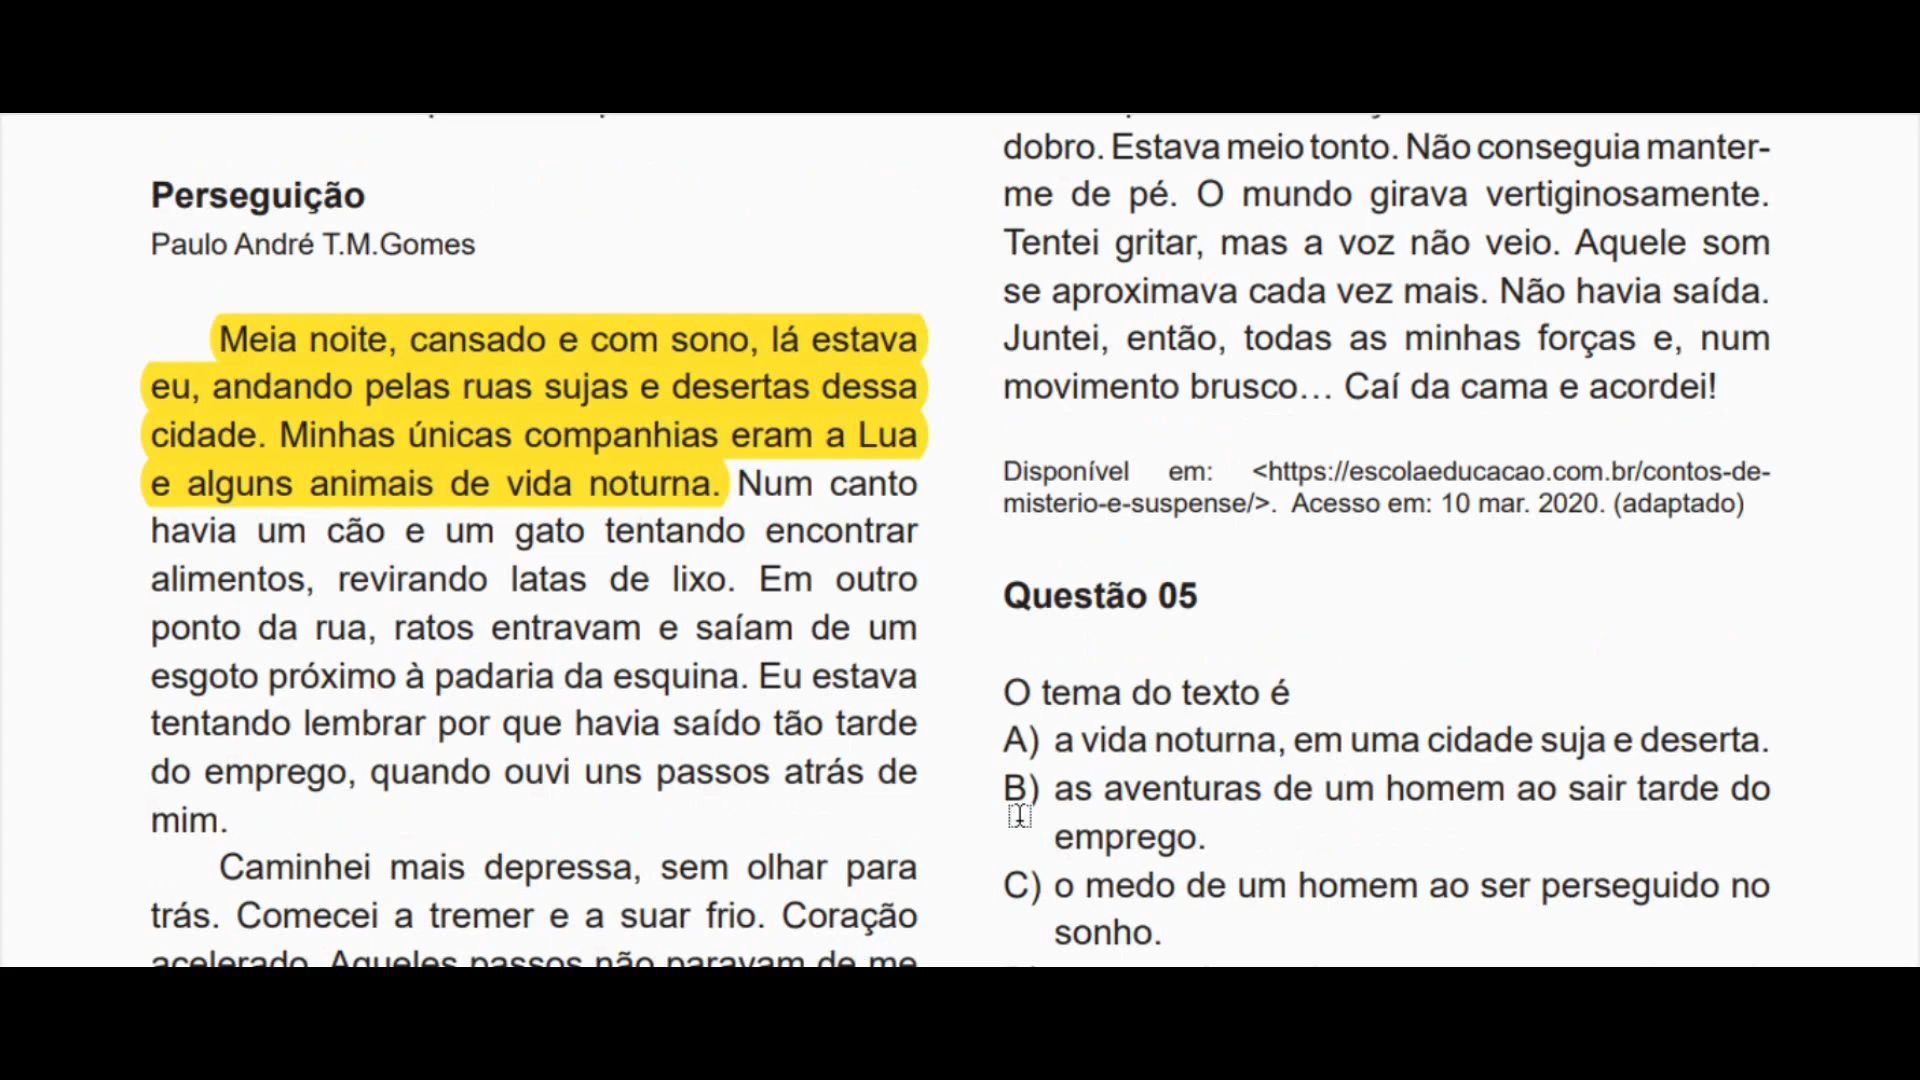 Perseguição
Paulo André T.M.Gomes
Meia noite, cansado e com sono, lá estava
eu, andando pelas ruas sujas e desertas dessa
cidade. Minhas únicas companhias eram a Lua
e alguns animais de vida noturna. Num canto
havia um cão e um gato tentando encontrar
alimentos, revirando latas de lixo. Em outro
ponto da rua, ratos entravam e saíam de um
esgoto próximo à padaria da esquina. Eu estava
tentando lembrar por que havia saído tão tarde
do emprego, quando ouvi uns passos atrás de
mim.
Caminhei mais depressa, sem olhar para
trás. Comecei a tremer e a suar frio. Coração
acelerado. Aqueles passos não paravam de me
dobro. Estava meio tonto. Não conseguia manter-
me de pé. O mundo girava vertiginosamente.
Tentei gritar, mas a voz não veio. Aquele som
se aproximava cada vez mais. Não havia saída.
Juntei, então, todas as minhas forças e, num
movimento brusco… Caí da cama e acordei!
Disponível em: <https://escolaeducacao.com.br/contos-de-
misterio-e-suspense/>. Acesso em: 10 mar. 2020. (adaptado)
Questão 05
O tema do texto é
A) a vida noturna, em uma cidade suja e deserta.
B) as aventuras de um homem ao sair tarde do
emprego.
C) o medo de um homem ao ser perseguido no
sonho.